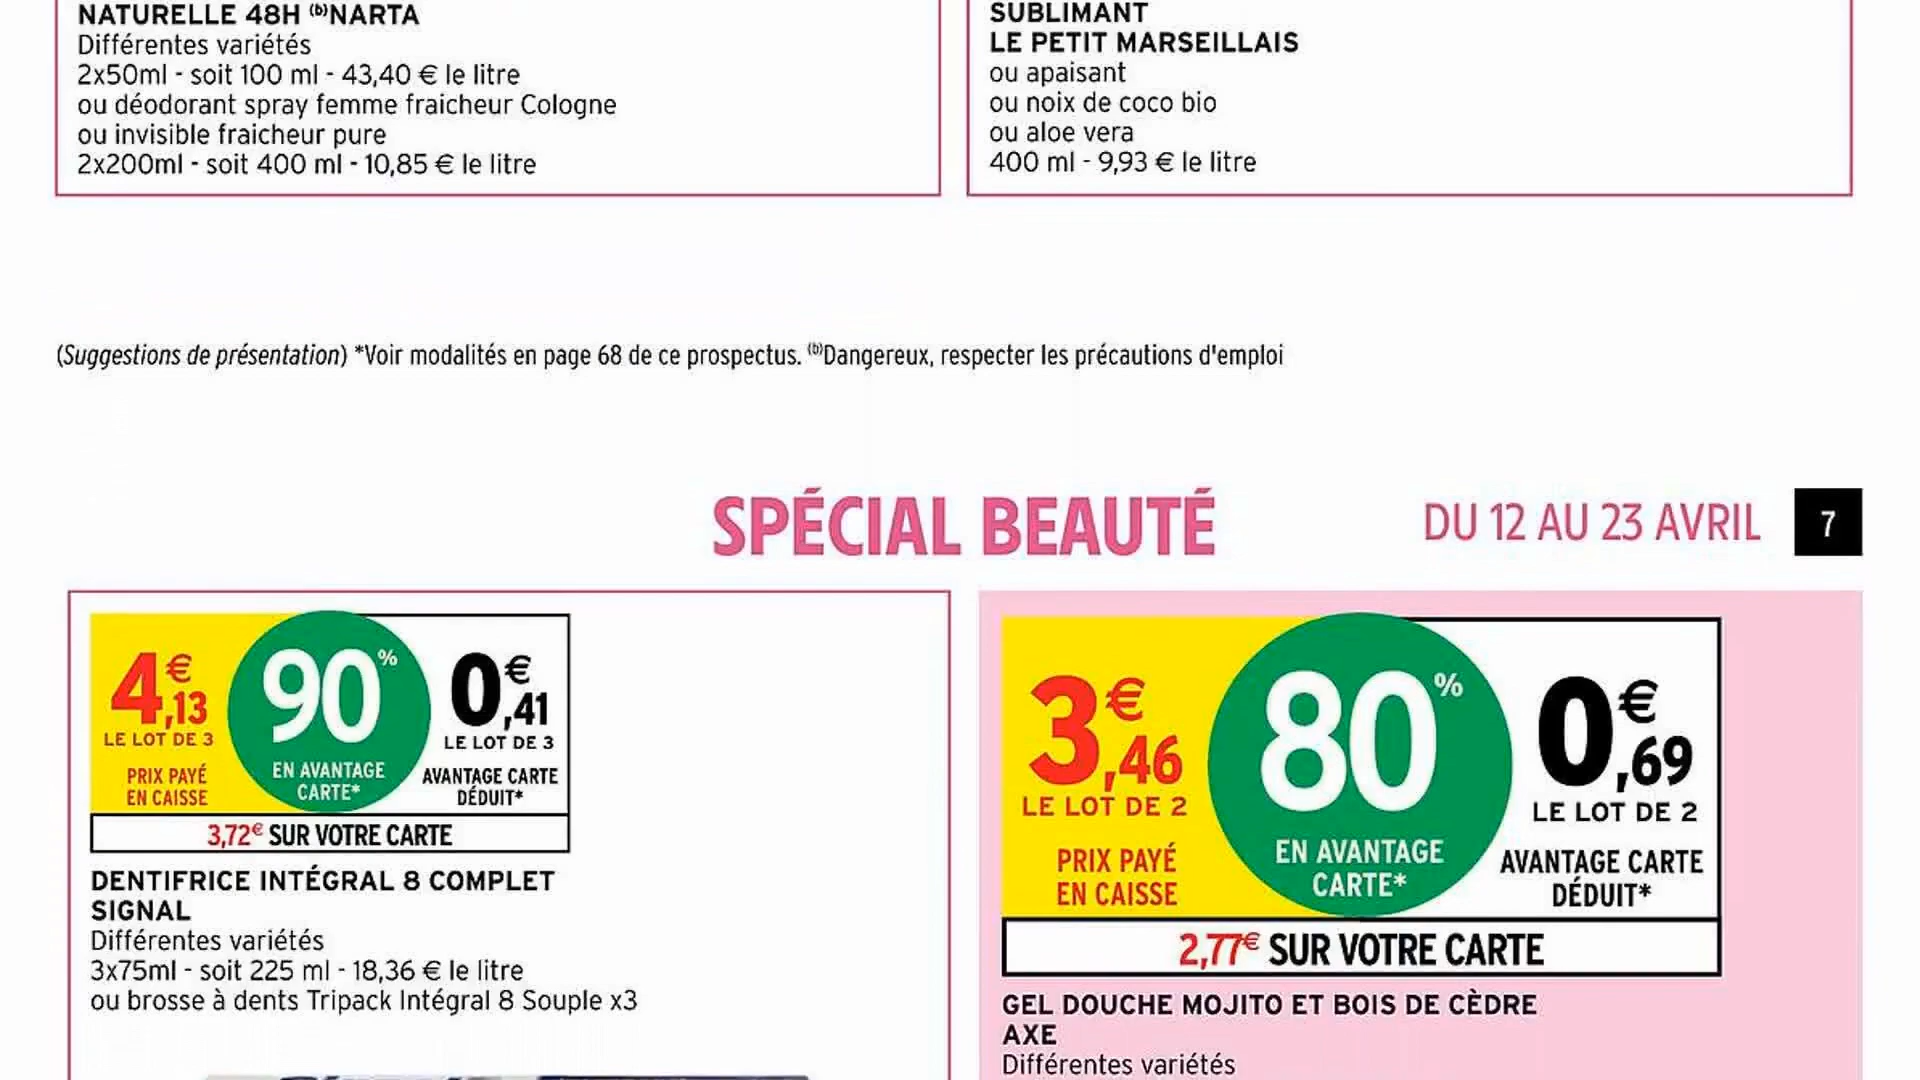 NATURELLE 48H ⁽ᵇ⁾NARTA
Différentes variétés
2x50ml - soit 100 ml - 43,40 € le litre
ou déodorant spray femme fraicheur Cologne
ou invisible fraicheur pure
2x200ml - soit 400 ml - 10,85 € le litre
SUBLIMANT
LE PETIT MARSEILLAIS
ou apaisant
ou noix de coco bio
ou aloe vera
400 ml - 9,93 € le litre
(Suggestions de présentation) *Voir modalités en page 68 de ce prospectus. ⁽ᵇ⁾Dangereux, respecter les précautions d'emploi
SPÉCIAL BEAUTÉ
DU 12 AU 23 AVRIL
7
4€,13
LE LOT DE 3
PRIX PAYÉ
EN CAISSE
90%
EN AVANTAGE
CARTE*
0€,41
LE LOT DE 3
AVANTAGE CARTE
DÉDUIT*
3,72€ SUR VOTRE CARTE
DENTIFRICE INTÉGRAL 8 COMPLET
SIGNAL
Différentes variétés
3x75ml - soit 225 ml - 18,36 € le litre
ou brosse à dents Tripack Intégral 8 Souple x3
3€,46
LE LOT DE 2
PRIX PAYÉ
EN CAISSE
80%
EN AVANTAGE
CARTE*
0€,69
LE LOT DE 2
AVANTAGE CARTE
DÉDUIT*
2,77€ SUR VOTRE CARTE
GEL DOUCHE MOJITO ET BOIS DE CÈDRE
AXE
Différentes variétés